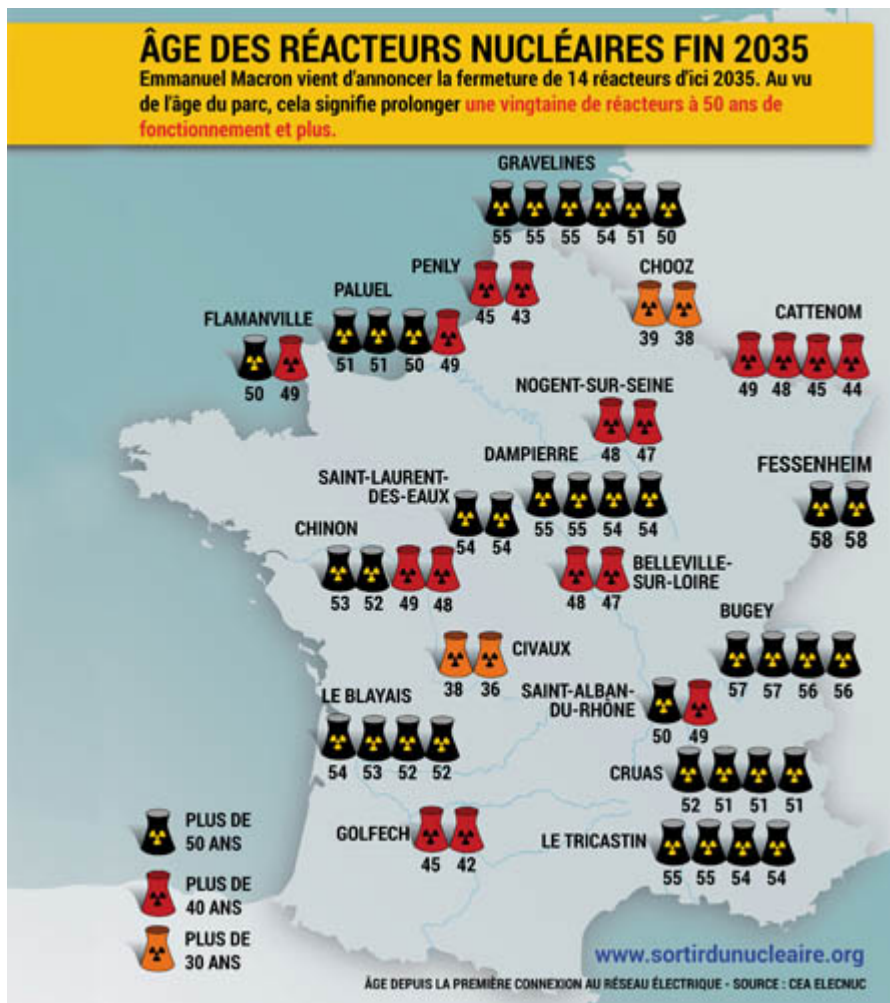 ÂGE DES RÉACTEURS NUCLÉAIRES FIN 2035
Emmanuel Macron vient d'annoncer la fermeture de 14 réacteurs d'ici 2035. Au vu
de l'âge du parc, cela signifie prolonger une vingtaine de réacteurs à 50 ans de
fonctionnement et plus.
GRAVELINES
55 55 55 54 51 50
PENLY
45 43
CHOOZ
39 38
PALUEL
51 51 50 49
FLAMANVILLE
50 49
CATTENOM
49 48 45 44
NOGENT-SUR-SEINE
48 47
DAMPIERRE
55 55 54 54
SAINT-LAURENT-
DES-EAUX
54 54
FESSENHEIM
58 58
CHINON
53 52 49 48
BELLEVILLE-
SUR-LOIRE
48 47
BUGEY
57 57 56 56
CIVAUX
38 36
SAINT-ALBAN-
DU-RHÔNE
50 49
LE BLAYAIS
54 53 52 52
CRUAS
52 51 51 51
GOLFECH
45 42
LE TRICASTIN
55 55 54 54
PLUS DE
50 ANS
PLUS DE
40 ANS
PLUS DE
30 ANS
www.sortirdunucleaire.org
ÂGE DEPUIS LA PREMIÈRE CONNEXION AU RÉSEAU ÉLECTRIQUE - SOURCE : CEA ELECNUC